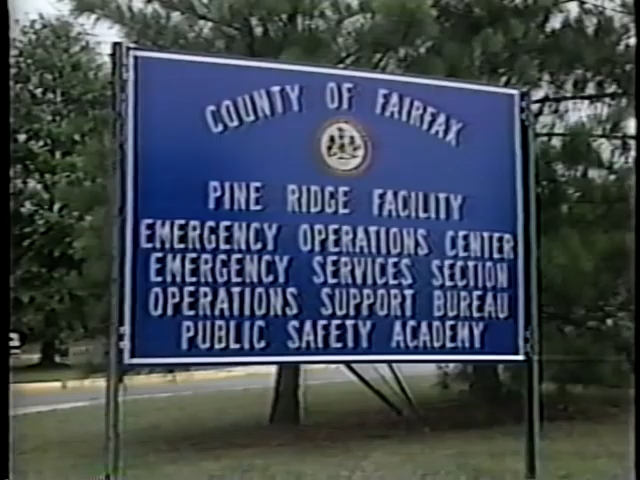 COUNTY OF FAIRFAX
PINE RIDGE FACILITY
EMERGENCY OPERATIONS CENTER
EMERGENCY SERVICES SECTION
OPERATIONS SUPPORT BUREAU
PUBLIC SAFETY ACADEMY